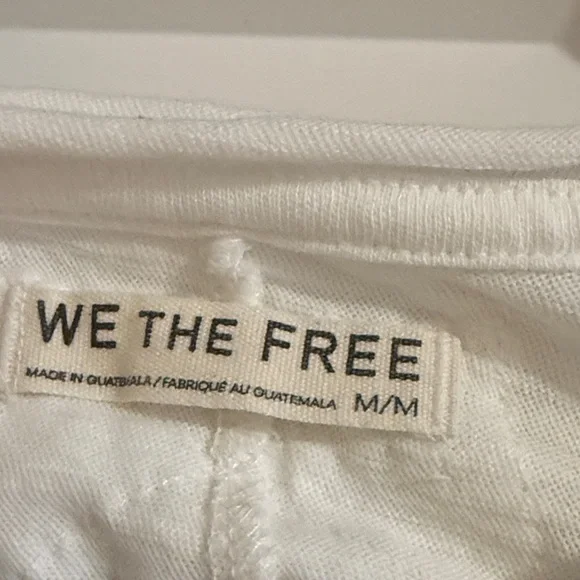 WE THE FREE
MADE IN GUATEMALA / FABRIQUÉ AU GUATEMALA M/M